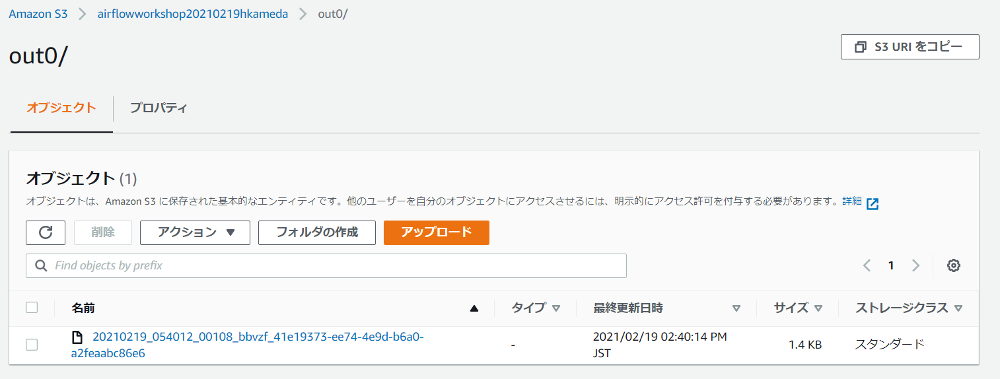 Amazon S3 > airflowworkshop20210219hkameda > out0/
out0/
S3 URI をコピー
オブジェクト プロパティ
オブジェクト (1)
オブジェクトは、Amazon S3 に保存された基本的なエンティティです。他のユーザーを自分のオブジェクトにアクセスさせるには、明示的にアクセス許可を付与する必要があります。詳細
削除 アクション フォルダの作成 アップロード
Find objects by prefix
1
名前 タイプ 最終更新日時 サイズ ストレージクラス
20210219_054012_00108_bbvzf_41e19373-ee74-4e9d-b6a0-
a2feaabc86e6
-
2021/02/19 02:40:14 PM
JST
1.4 KB
スタンダード